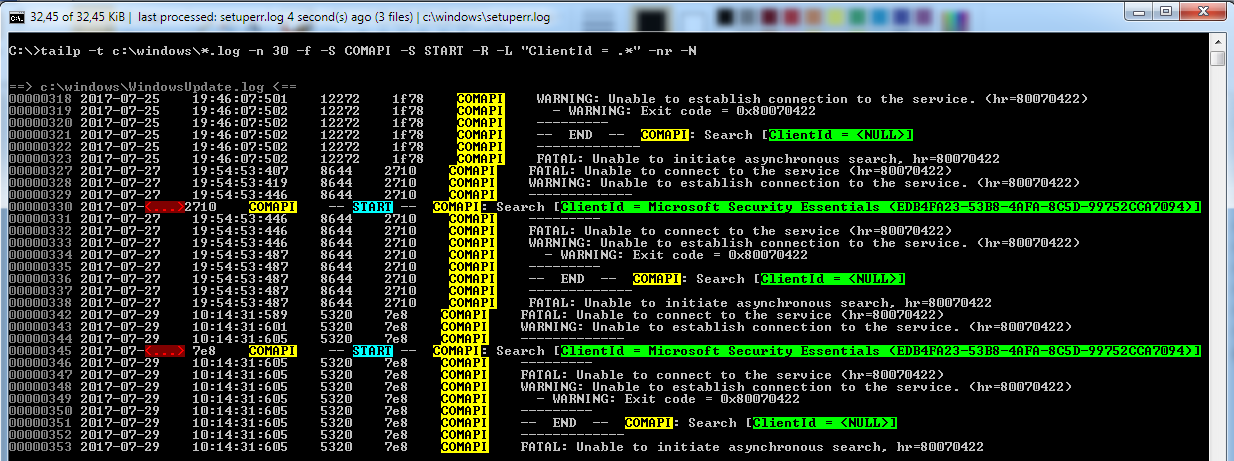 C:\. 32,45 of 32,45 KiB | last processed: setuperr.log 4 second(s) ago (3 files) | c:\windows\setuperr.log
C:\>tailp -t c:\windows\*.log -n 30 -f -S COMAPI -S START -R -L "ClientId = .*" -nr -N
==> c:\windows\WindowsUpdate.log <==
00000318 2017-07-25 19:46:07:501 12272 1f78 COMAPI WARNING: Unable to establish connection to the service. (hr=80070422)
00000319 2017-07-25 19:46:07:502 12272 1f78 COMAPI - WARNING: Exit code = 0x80070422
00000320 2017-07-25 19:46:07:502 12272 1f78 COMAPI ---------
00000321 2017-07-25 19:46:07:502 12272 1f78 COMAPI -- END -- COMAPI: Search [ClientId = <NULL>]
00000322 2017-07-25 19:46:07:502 12272 1f78 COMAPI -------------
00000323 2017-07-25 19:46:07:502 12272 1f78 COMAPI FATAL: Unable to initiate asynchronous search, hr=80070422
00000327 2017-07-27 19:54:53:407 8644 2710 COMAPI FATAL: Unable to connect to the service (hr=80070422)
00000328 2017-07-27 19:54:53:419 8644 2710 COMAPI WARNING: Unable to establish connection to the service. (hr=80070422)
00000329 2017-07-27 19:54:53:446 8644 2710 COMAPI -------------
00000330 2017-07-<...>2710 COMAPI -- START -- COMAPI: Search [ClientId = Microsoft Security Essentials (EDB4FA23-53B8-4AFA-8C5D-99752CCA7094)]
00000331 2017-07-27 19:54:53:446 8644 2710 COMAPI ---------
00000332 2017-07-27 19:54:53:446 8644 2710 COMAPI FATAL: Unable to connect to the service (hr=80070422)
00000333 2017-07-27 19:54:53:446 8644 2710 COMAPI WARNING: Unable to establish connection to the service. (hr=80070422)
00000334 2017-07-27 19:54:53:487 8644 2710 COMAPI - WARNING: Exit code = 0x80070422
00000335 2017-07-27 19:54:53:487 8644 2710 COMAPI ---------
00000336 2017-07-27 19:54:53:487 8644 2710 COMAPI -- END -- COMAPI: Search [ClientId = <NULL>]
00000337 2017-07-27 19:54:53:487 8644 2710 COMAPI -------------
00000338 2017-07-27 19:54:53:487 8644 2710 COMAPI FATAL: Unable to initiate asynchronous search, hr=80070422
00000342 2017-07-29 10:14:31:589 5320 7e8 COMAPI FATAL: Unable to connect to the service (hr=80070422)
00000343 2017-07-29 10:14:31:601 5320 7e8 COMAPI WARNING: Unable to establish connection to the service. (hr=80070422)
00000344 2017-07-29 10:14:31:605 5320 7e8 COMAPI -------------
00000345 2017-07-<...> 7e8 COMAPI -- START -- COMAPI: Search [ClientId = Microsoft Security Essentials (EDB4FA23-53B8-4AFA-8C5D-99752CCA7094)]
00000346 2017-07-29 10:14:31:605 5320 7e8 COMAPI ---------
00000347 2017-07-29 10:14:31:605 5320 7e8 COMAPI FATAL: Unable to connect to the service (hr=80070422)
00000348 2017-07-29 10:14:31:605 5320 7e8 COMAPI WARNING: Unable to establish connection to the service. (hr=80070422)
00000349 2017-07-29 10:14:31:605 5320 7e8 COMAPI - WARNING: Exit code = 0x80070422
00000350 2017-07-29 10:14:31:605 5320 7e8 COMAPI ---------
00000351 2017-07-29 10:14:31:605 5320 7e8 COMAPI -- END -- COMAPI: Search [ClientId = <NULL>]
00000352 2017-07-29 10:14:31:605 5320 7e8 COMAPI -------------
00000353 2017-07-29 10:14:31:605 5320 7e8 COMAPI FATAL: Unable to initiate asynchronous search, hr=80070422